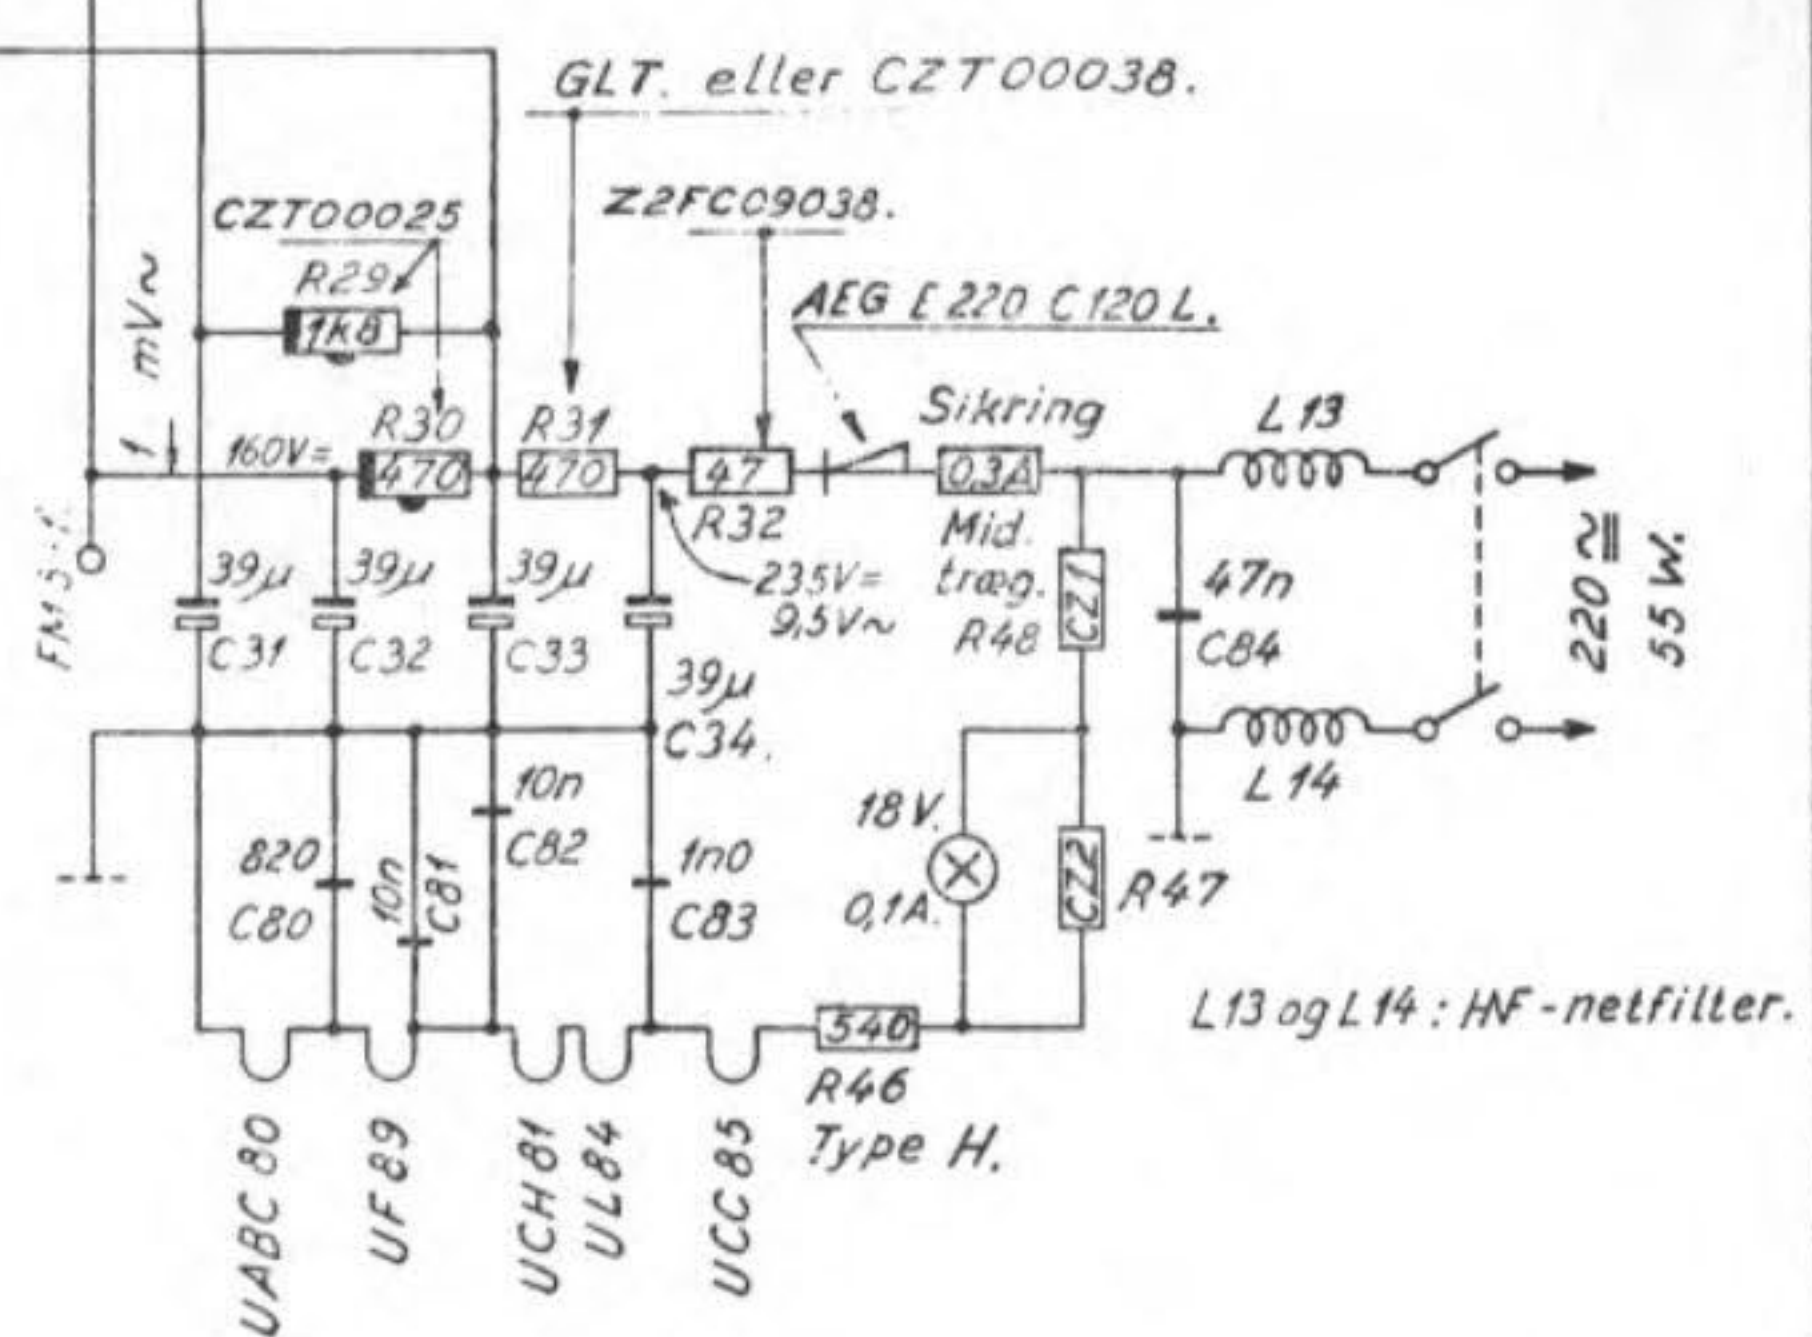 GLT. eller CZT00038.
CZT00025
Z2FC09038.
R29
1k8
AEG E 220 C 120 L.
1 mV~
Sikring
L 13
R30
R31
160V=
470
470
47
0,3A
R32
Mid.
træg.
235V=
9,5V~
R48
CZ1
47n
C84
220 ≂
55 W.
39µ
39µ
39µ
C31
C32
C33
39µ
C34.
L 14
10n
C82
18 V.
0,1A.
820
C80
10n
C81
1n0
C83
CZ2
R47
L13 og L14 : HF - netfilter.
540
R46
Type H.
UABC 80
UF 89
UCH 81
UL 84
UCC 85